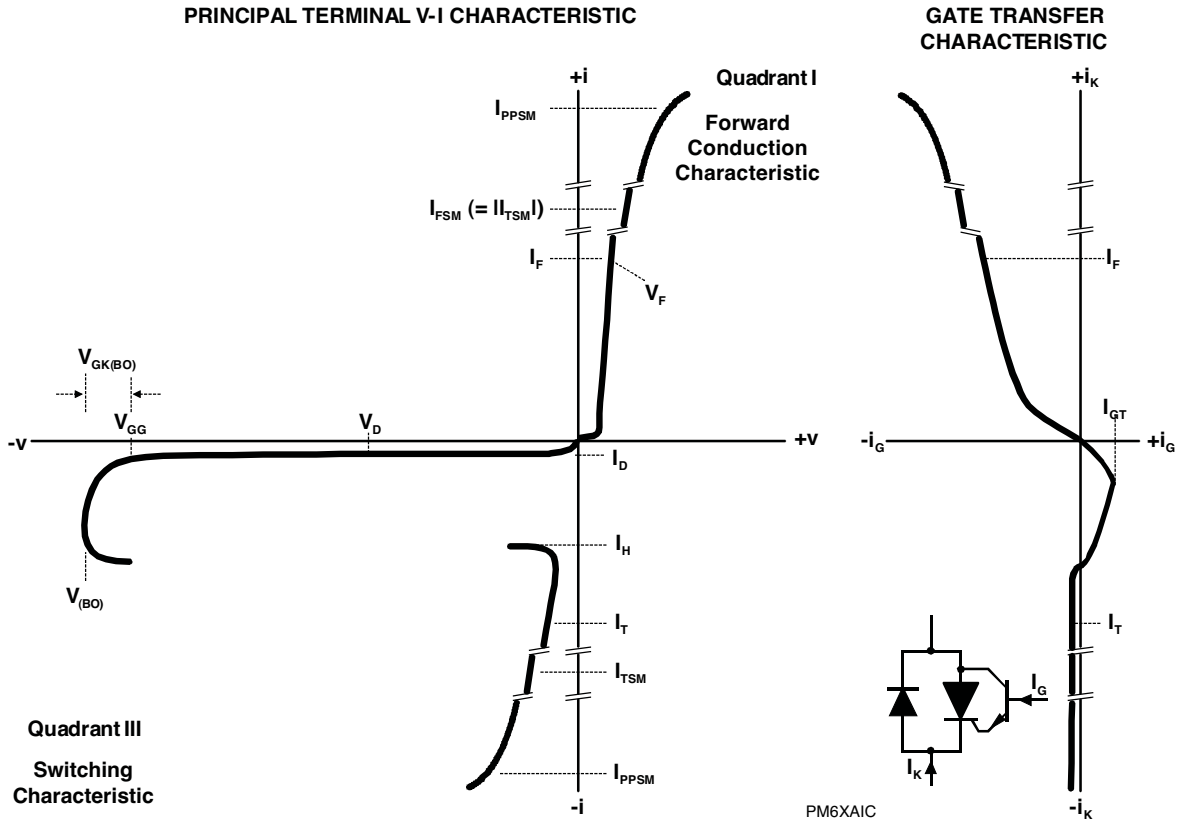 PRINCIPAL TERMINAL V-I CHARACTERISTIC
GATE TRANSFER
CHARACTERISTIC
+i
Quadrant I
IPPSM
Forward
Conduction
Characteristic
IFSM (= |ITSM|)
IF
VF
VGK(BO)
VGG
VD
-v
+v
ID
IH
V(BO)
IT
ITSM
Quadrant III
Switching
Characteristic
IPPSM
-i
+iK
IF
IGT
-iG
+iG
IT
IG
IK
PM6XAIC
-iK